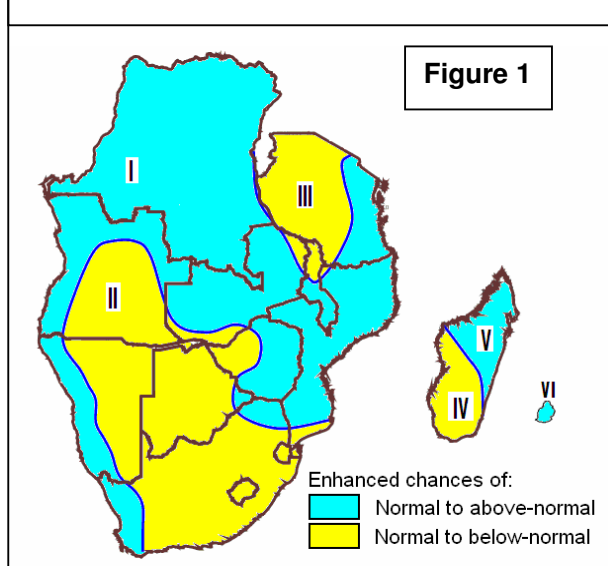 Figure 1
I
III
II
V
IV
VI
Enhanced chances of:
Normal to above-normal
Normal to below-normal